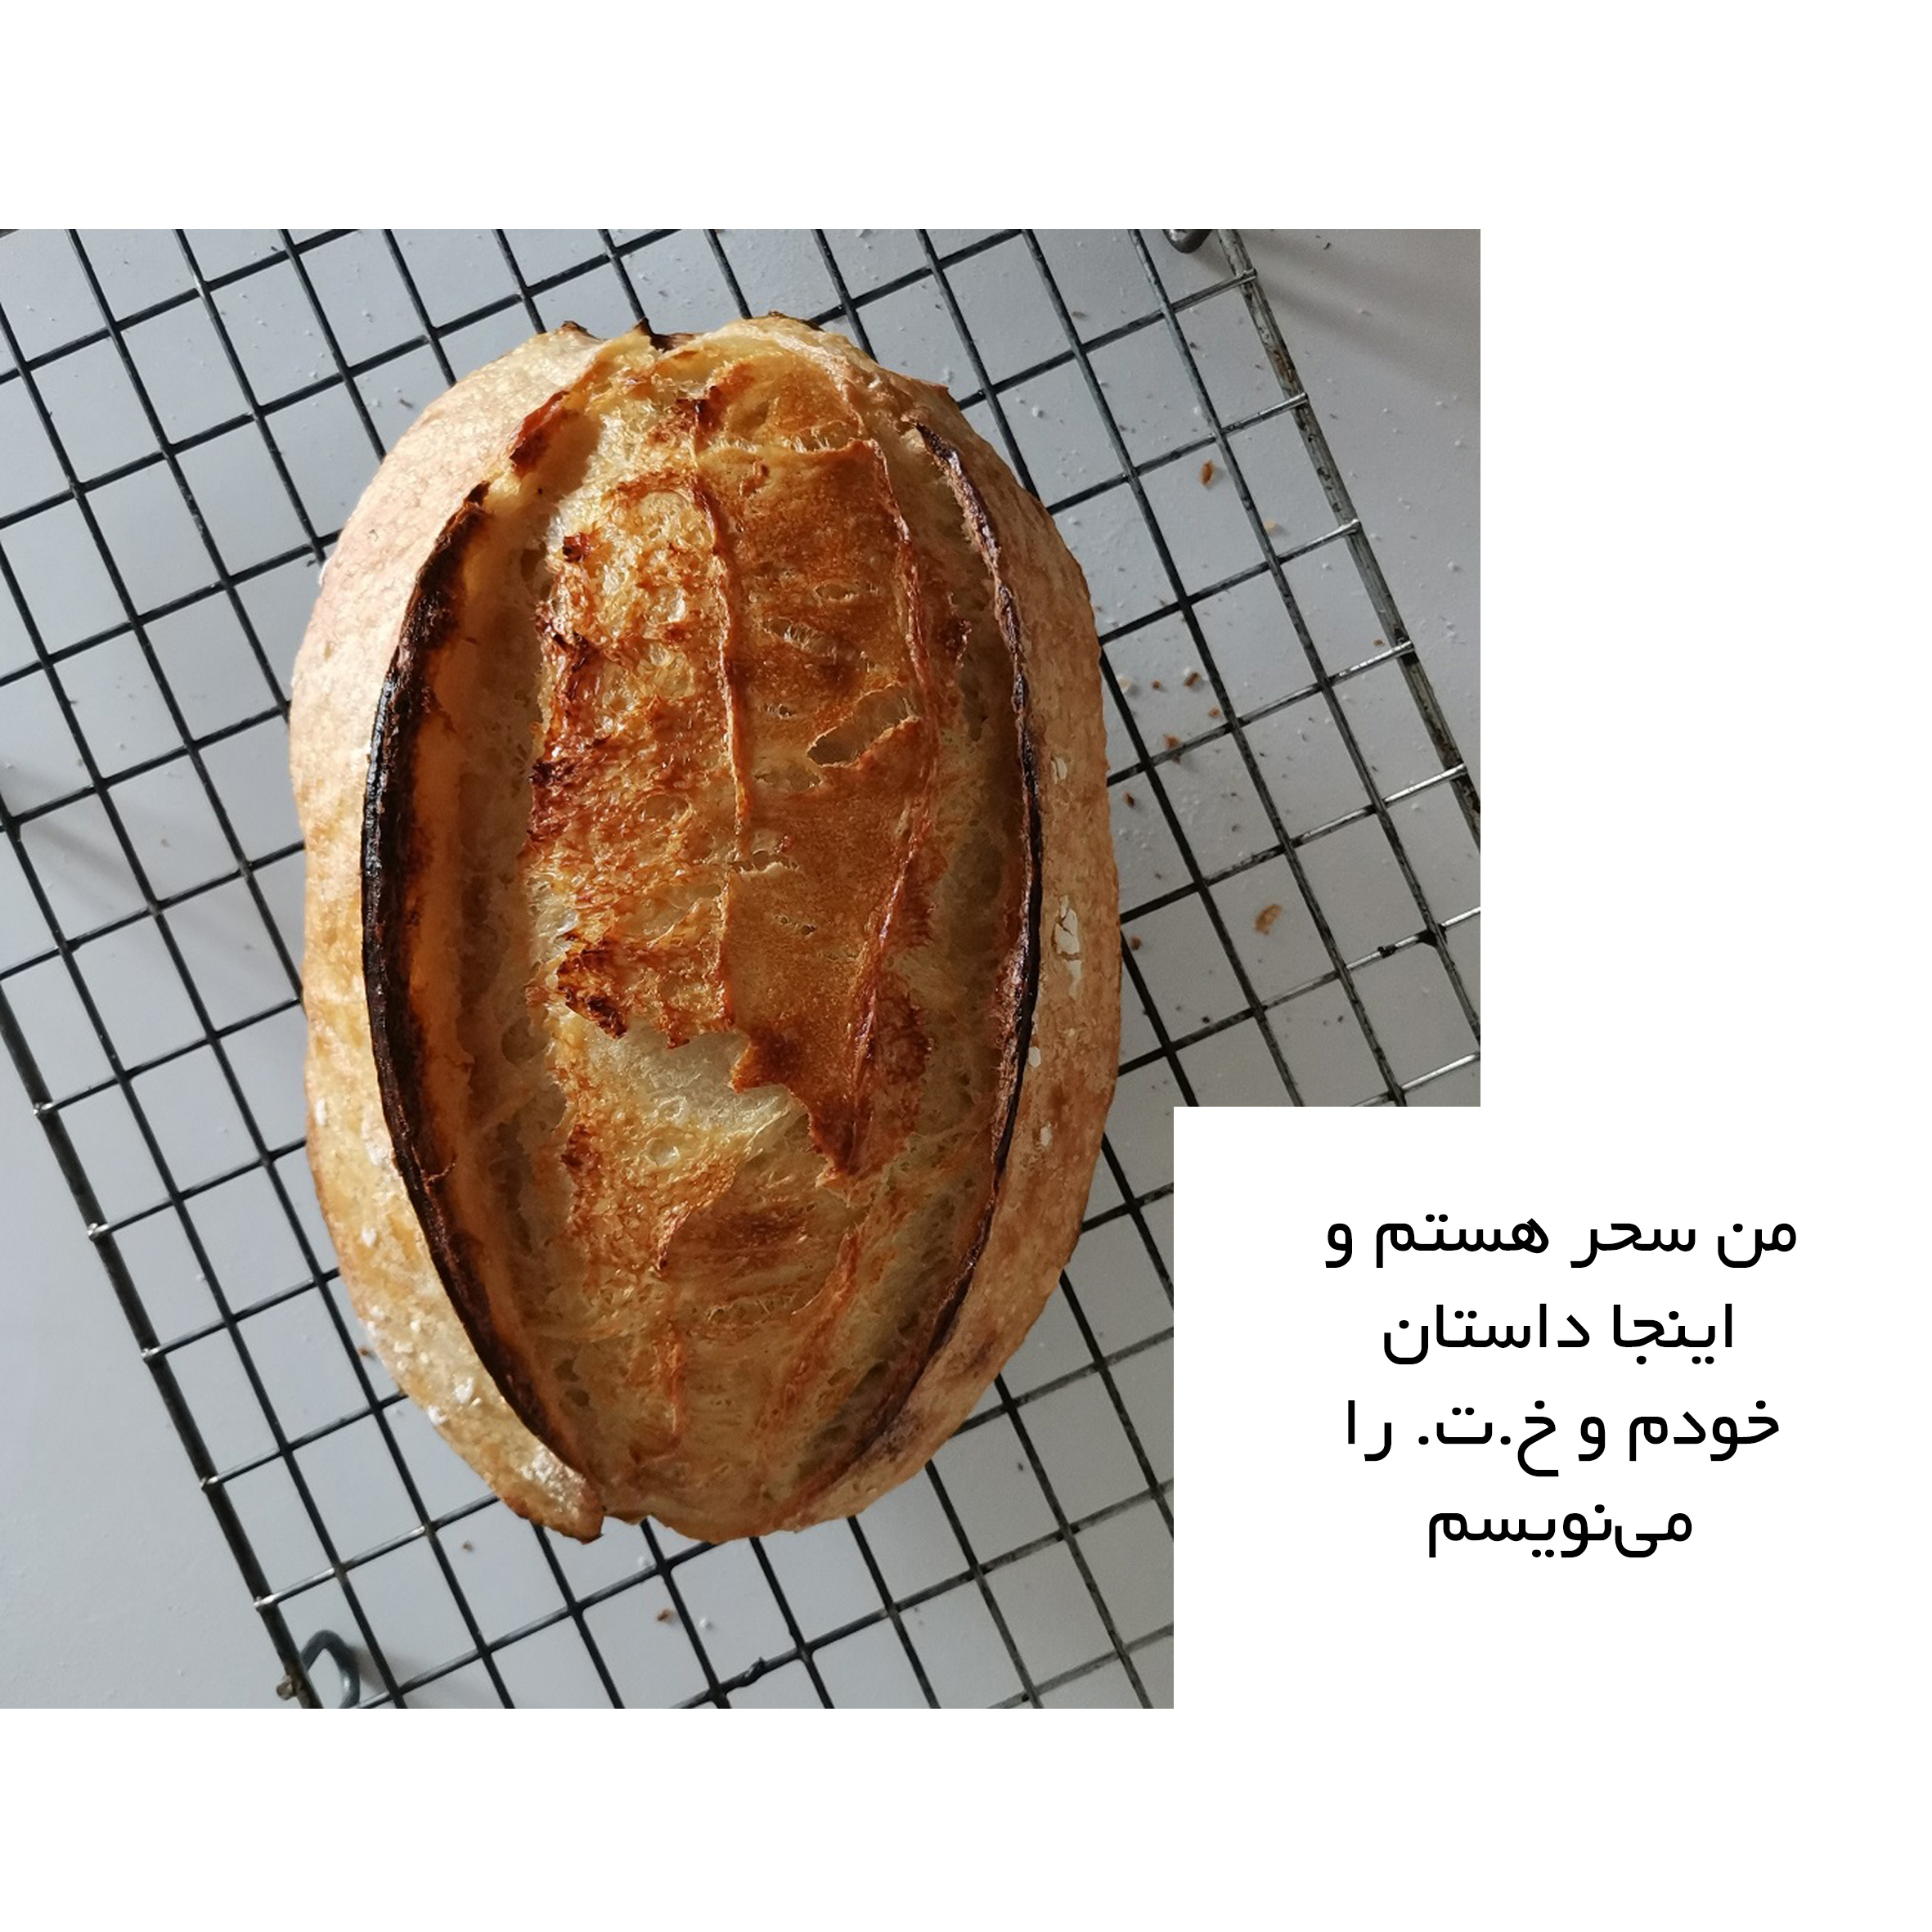 من سحر هستم و
اینجا داستان
خودم و خ.ت. را
می‌نویسم